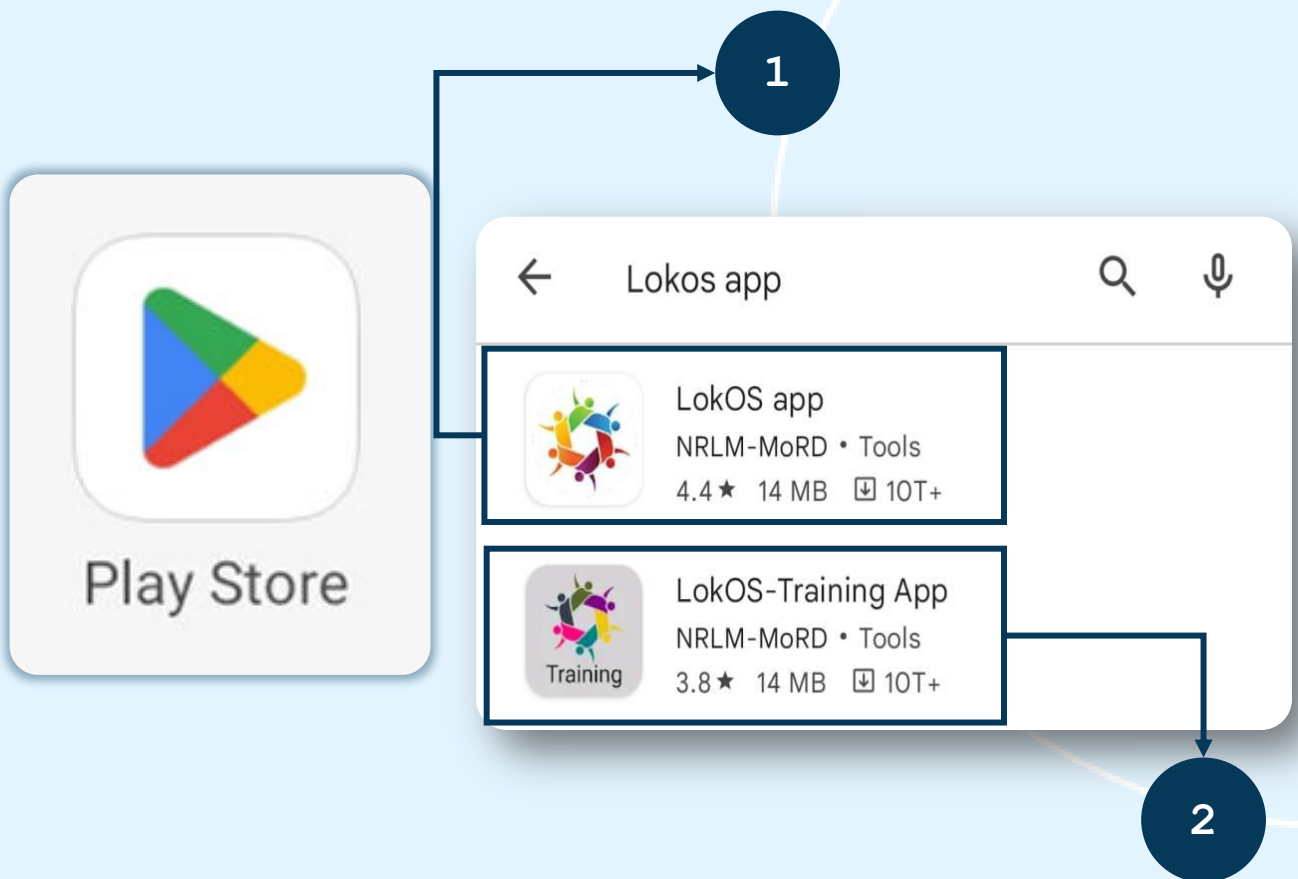 1
Play Store
Lokos app
LokOS app
NRLM-MoRD • Tools
4.4★ 14 MB 10T+
Training
LokOS-Training App
NRLM-MoRD • Tools
3.8★ 14 MB 10T+
2